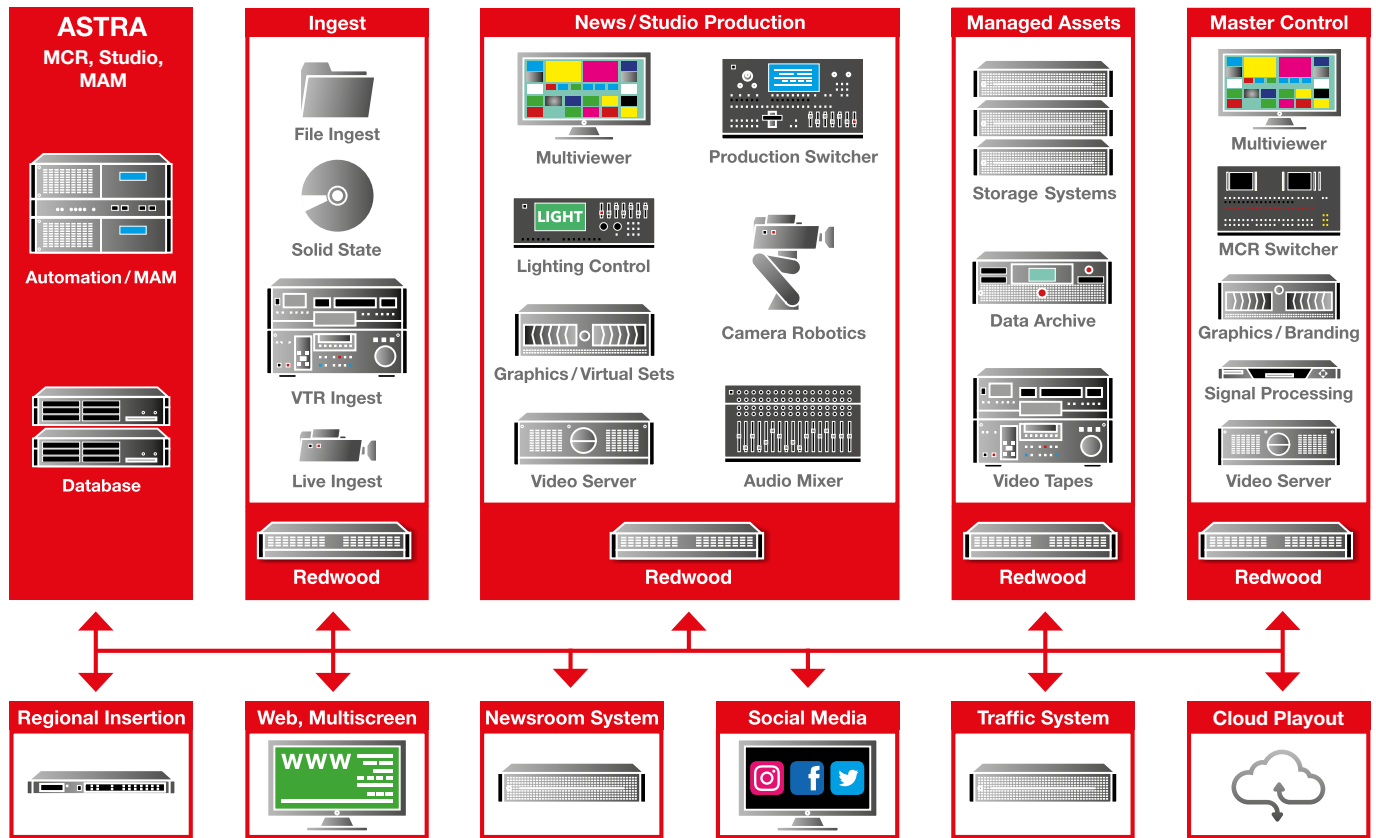 ASTRA
MCR, Studio,
MAM
Automation / MAM
Database
Ingest
File Ingest
Solid State
VTR Ingest
Live Ingest
Redwood
News / Studio Production
Multiviewer
Production Switcher
LIGHT
Lighting Control
Camera Robotics
Graphics / Virtual Sets
Video Server
Audio Mixer
Redwood
Managed Assets
Storage Systems
Data Archive
Video Tapes
Redwood
Master Control
Multiviewer
MCR Switcher
Graphics / Branding
Signal Processing
Video Server
Redwood
Regional Insertion
Web, Multiscreen
WWW
Newsroom System
Social Media
Traffic System
Cloud Playout